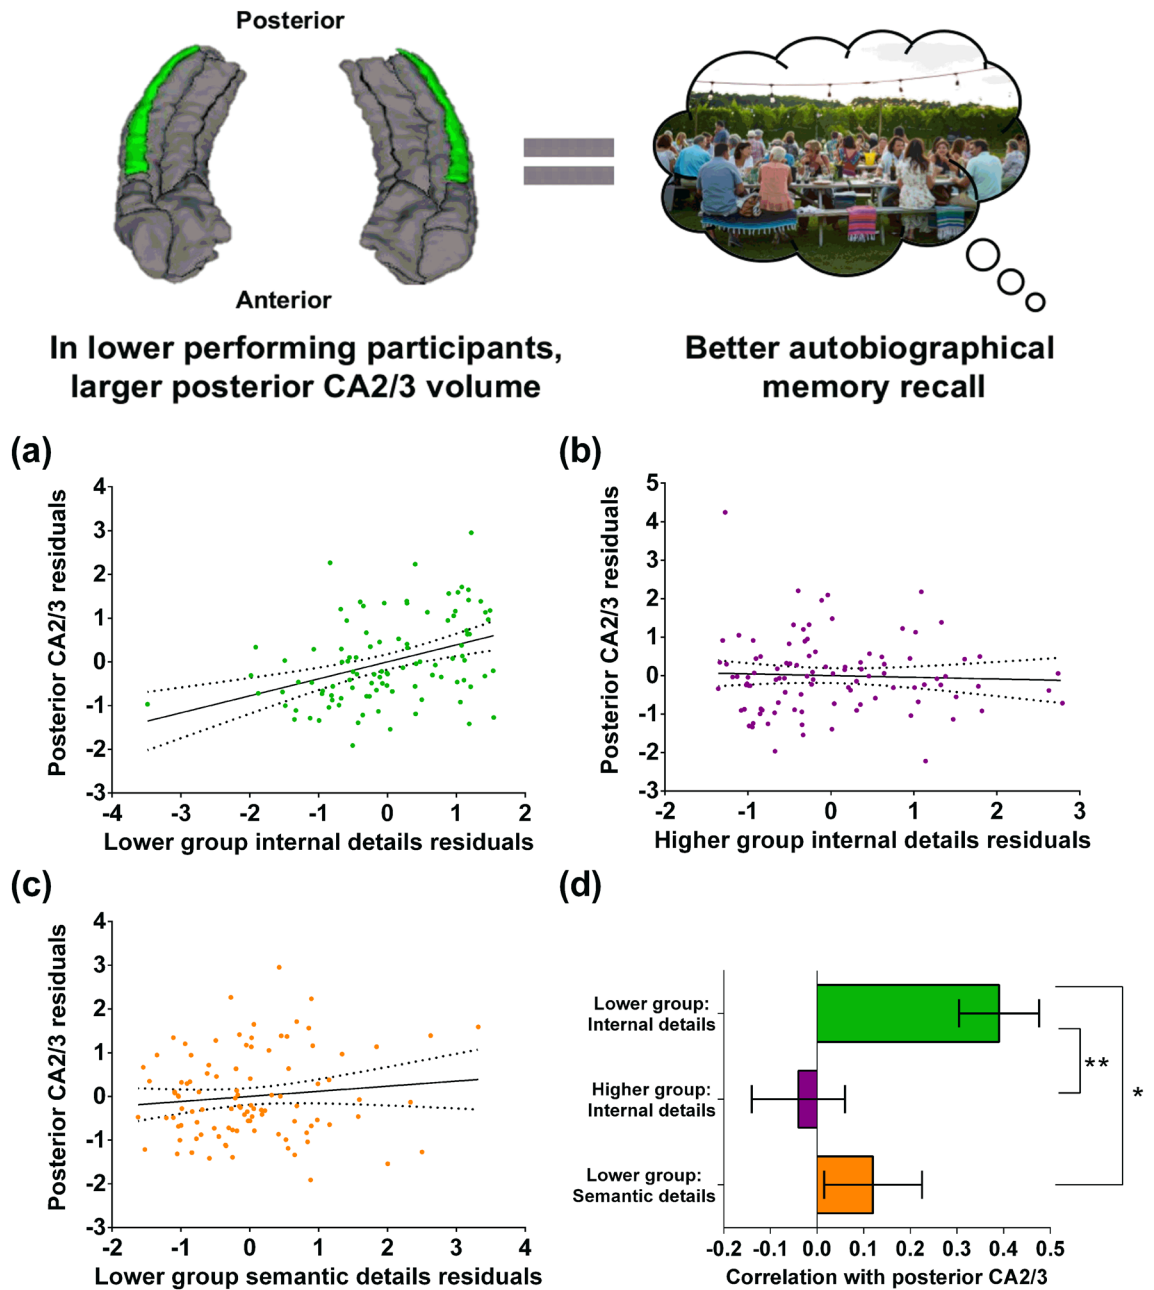 Posterior
Anterior
In lower performing participants,
larger posterior CA2/3 volume
Better autobiographical
memory recall
(a)
Posterior CA2/3 residuals
4
3
2
1
0
-1
-2
-3
-4
-3
-2
-1
0
1
2
Lower group internal details residuals
(b)
Posterior CA2/3 residuals
5
4
3
2
1
0
-1
-2
-3
-2
-1
0
1
2
3
Higher group internal details residuals
(c)
Posterior CA2/3 residuals
4
3
2
1
0
-1
-2
-3
-2
-1
0
1
2
3
4
Lower group semantic details residuals
(d)
Lower group:
Internal details
Higher group:
Internal details
Lower group:
Semantic details
**
*
-0.2
-0.1
0.0
0.1
0.2
0.3
0.4
0.5
Correlation with posterior CA2/3